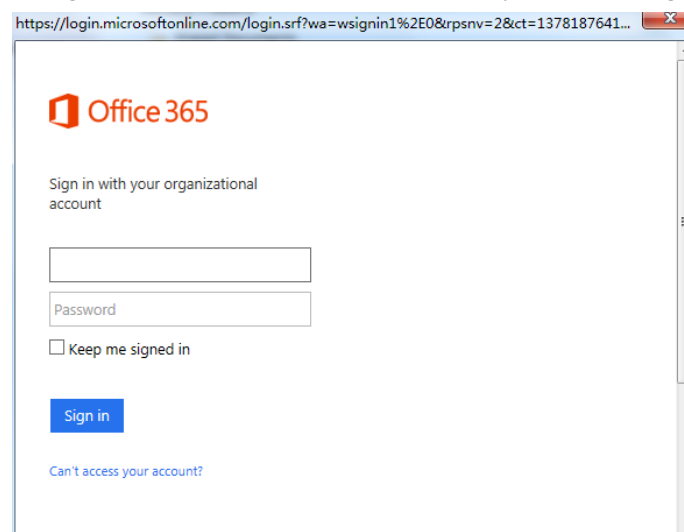 https://login.microsoftonline.com/login.srf?wa=wsignin1%2E0&rpsnv=2&ct=1378187641...
Office 365
Sign in with your organizational
account
Password
Keep me signed in
Sign in
Can't access your account?